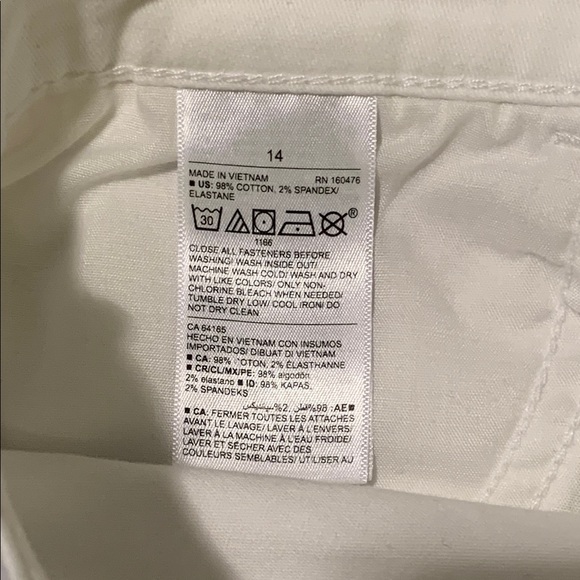 14
MADE IN VIETNAM RN 160476
■ US: 98% COTTON, 2% SPANDEX/
ELASTANE
30 ®
1166
CLOSE ALL FASTENERS BEFORE
WASHING/ WASH INSIDE OUT/
MACHINE WASH COLD/ WASH AND DRY
WITH LIKE COLORS/ ONLY NON-
CHLORINE BLEACH WHEN NEEDED/
TUMBLE DRY LOW/ COOL IRON/ DO
NOT DRY CLEAN
CA 64165
HECHO EN VIETNAM CON INSUMOS
IMPORTADOS/ DIBUAT DI VIETNAM
■ CA: 98% COTON, 2% ÉLASTHANNE
■ CR/CL/MX/PE: 98% algodón
2% elastano ■ ID: 98% KAPAS,
2% SPANDEKS
■ AE: 98% قطن, 2% سبانديكس
■ CA: FERMER TOUTES LES ATTACHES
AVANT LE LAVAGE/ LAVER À L'ENVERS/
LAVER À LA MACHINE À L'EAU FROIDE/
LAVER ET SÉCHER AVEC DES
COULEURS SEMBLABLES/ UTILISER AU